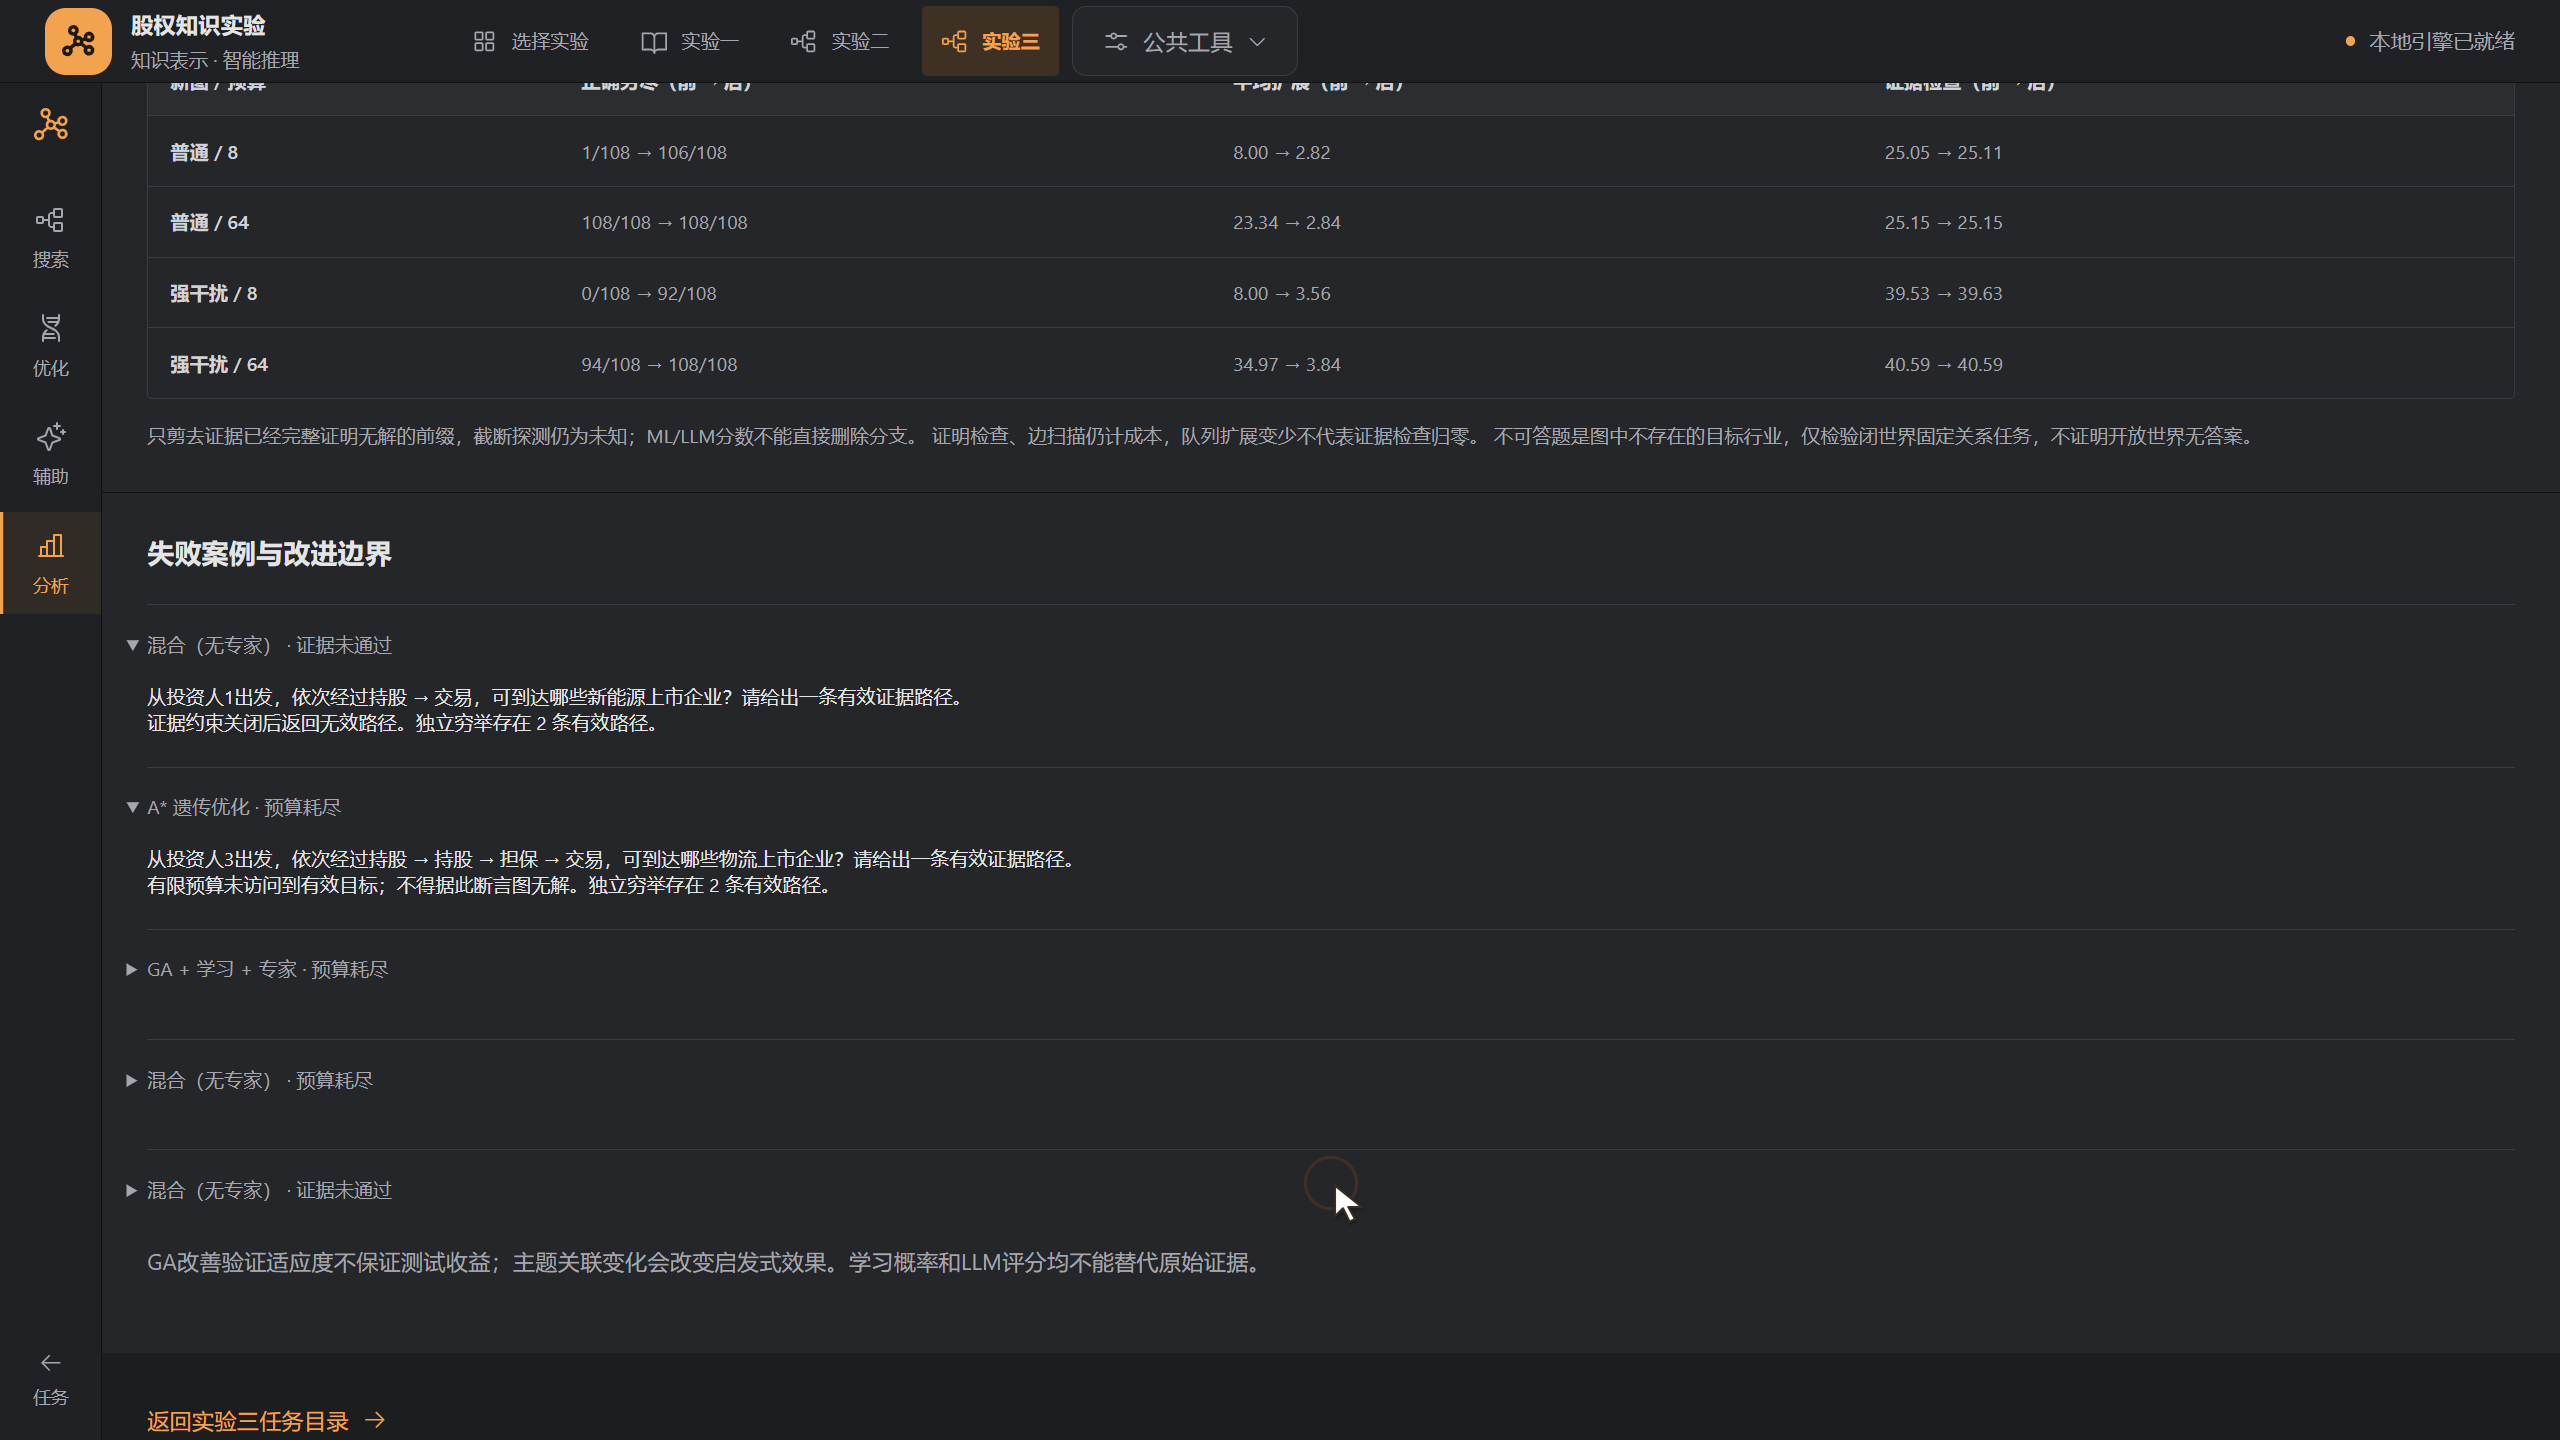 股权知识实验
知识表示 · 智能推理
选择实验
实验一
实验二
实验三
公共工具
本地引擎已就绪
搜索
优化
辅助
分析
任务
新图 / 预算 正确穷尽（前 → 后） 平均扩展（前 → 后） 证据检查（前 → 后）
普通 / 8 1/108 → 106/108 8.00 → 2.82 25.05 → 25.11
普通 / 64 108/108 → 108/108 23.34 → 2.84 25.15 → 25.15
强干扰 / 8 0/108 → 92/108 8.00 → 3.56 39.53 → 39.63
强干扰 / 64 94/108 → 108/108 34.97 → 3.84 40.59 → 40.59
只剪去证据已经完整证明无解的前缀，截断探测仍为未知；ML/LLM分数不能直接删除分支。 证明检查、边扫描仍计成本，队列扩展变少不代表证据检查归零。 不可答题是图中不存在的目标行业，仅检验闭世界固定关系任务，不证明开放世界无答案。
失败案例与改进边界
▼ 混合（无专家） · 证据未通过
从投资人1出发，依次经过持股 → 交易，可到达哪些新能源上市企业？请给出一条有效证据路径。
证据约束关闭后返回无效路径。独立穷举存在 2 条有效路径。
▼ A* 遗传优化 · 预算耗尽
从投资人3出发，依次经过持股 → 持股 → 担保 → 交易，可到达哪些物流上市企业？请给出一条有效证据路径。
有限预算未访问到有效目标；不得据此断言图无解。独立穷举存在 2 条有效路径。
▶ GA + 学习 + 专家 · 预算耗尽
▶ 混合（无专家） · 预算耗尽
▶ 混合（无专家） · 证据未通过
GA改善验证适应度不保证测试收益；主题关联变化会改变启发式效果。学习概率和LLM评分均不能替代原始证据。
返回实验三任务目录 →